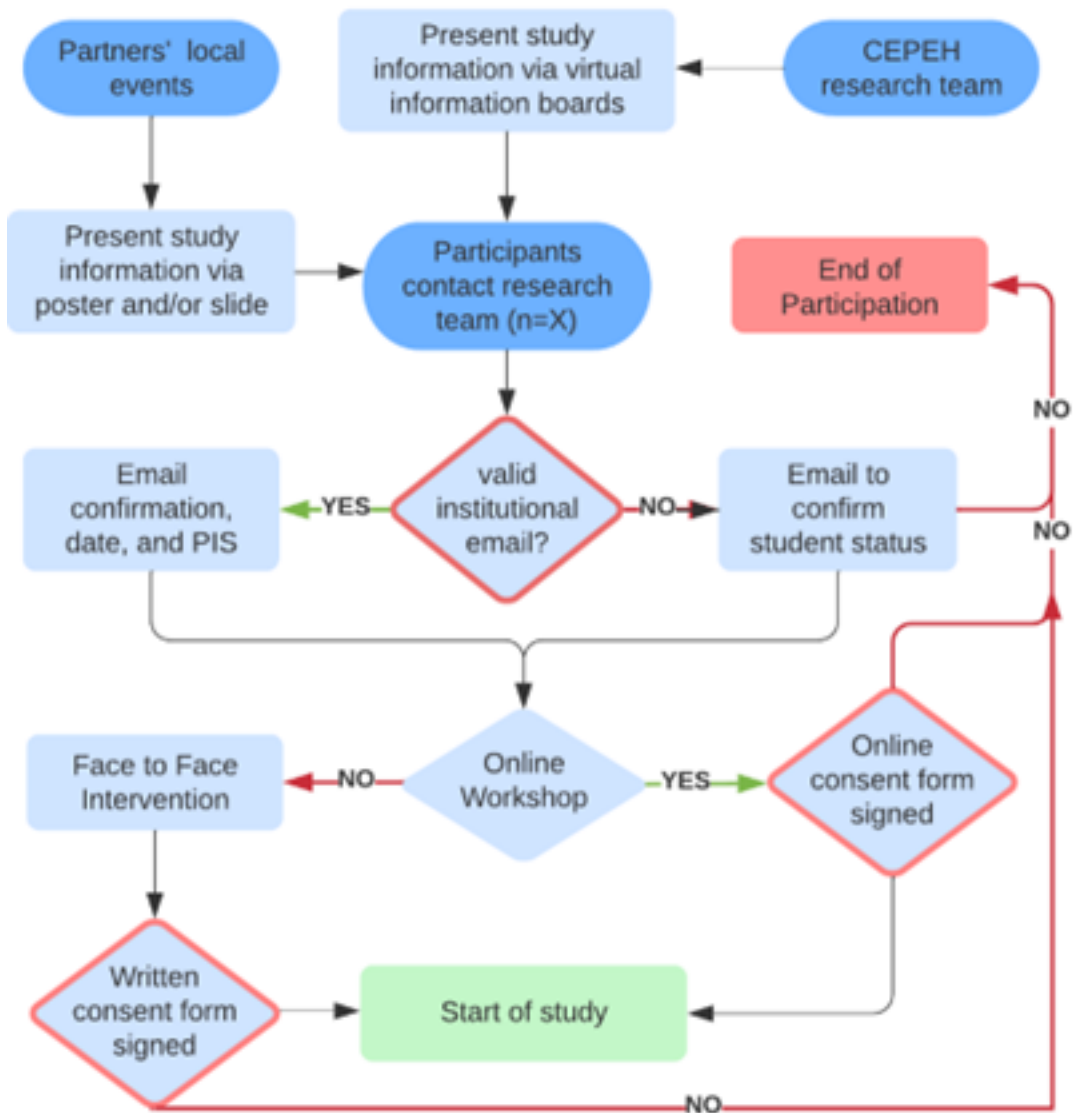 Partners' local
events
Present study
information via virtual
information boards
CEPEH
research team
Present study
information via
poster and/or slide
Participants
contact research
team (n=X)
End of
Participation
NO
Email
confirmation,
date, and PIS
YES
valid
institutional
email?
NO
Email to
confirm
student status
NO
Face to Face
Intervention
NO
Online
Workshop
YES
Online
consent form
signed
Written
consent form
signed
Start of study
NO